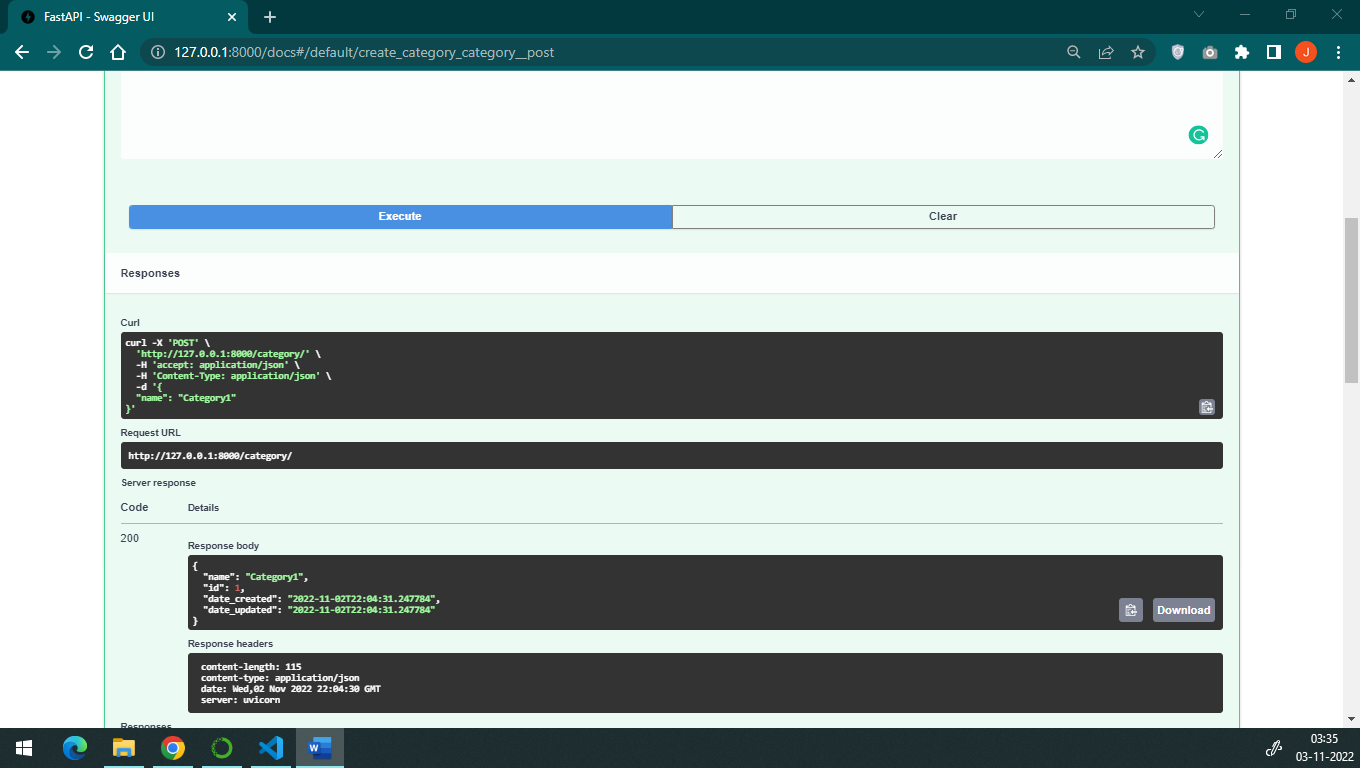 FastAPI - Swagger UI
127.0.0.1:8000/docs#/default/create_category_category__post
J
Execute
Clear
Responses
Curl
curl -X 'POST' \
'http://127.0.0.1:8000/category/' \
-H 'accept: application/json' \
-H 'Content-Type: application/json' \
-d '{
"name": "Category1"
}'
Request URL
http://127.0.0.1:8000/category/
Server response
Code Details
200
Response body
{
"name": "Category1",
"id": 1,
"date_created": "2022-11-02T22:04:31.247784",
"date_updated": "2022-11-02T22:04:31.247784"
}
Download
Response headers
content-length: 115
content-type: application/json
date: Wed,02 Nov 2022 22:04:30 GMT
server: uvicorn
Responses
03:35
03-11-2022